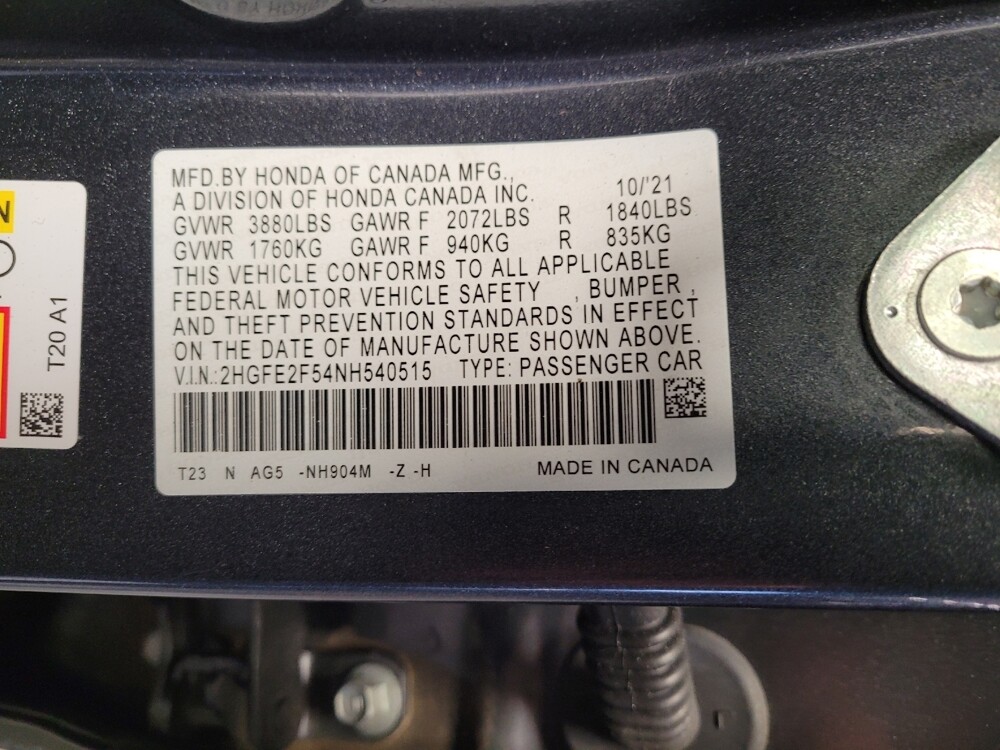 MFD.BY HONDA OF CANADA MFG.,
A DIVISION OF HONDA CANADA INC. 10/'21
GVWR 3880LBS GAWR F 2072LBS R 1840LBS
GVWR 1760KG GAWR F 940KG R 835KG
THIS VEHICLE CONFORMS TO ALL APPLICABLE
FEDERAL MOTOR VEHICLE SAFETY , BUMPER ,
AND THEFT PREVENTION STANDARDS IN EFFECT
ON THE DATE OF MANUFACTURE SHOWN ABOVE.
V.I.N.:2HGFE2F54NH540515 TYPE: PASSENGER CAR
T23 N AG5 -NH904M -Z -H MADE IN CANADA
N
T20 A1